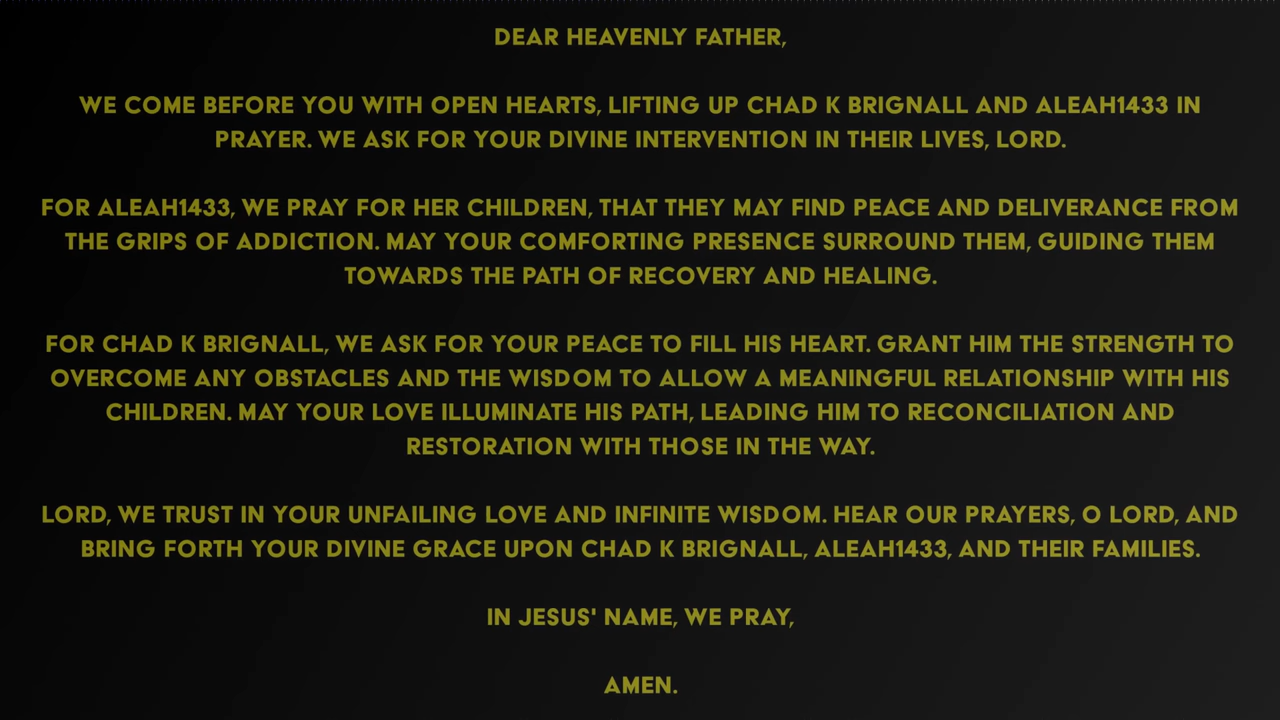 DEAR HEAVENLY FATHER,
WE COME BEFORE YOU WITH OPEN HEARTS, LIFTING UP CHAD K BRIGNALL AND ALEAH1433 IN
PRAYER. WE ASK FOR YOUR DIVINE INTERVENTION IN THEIR LIVES, LORD.
FOR ALEAH1433, WE PRAY FOR HER CHILDREN, THAT THEY MAY FIND PEACE AND DELIVERANCE FROM
THE GRIPS OF ADDICTION. MAY YOUR COMFORTING PRESENCE SURROUND THEM, GUIDING THEM
TOWARDS THE PATH OF RECOVERY AND HEALING.
FOR CHAD K BRIGNALL, WE ASK FOR YOUR PEACE TO FILL HIS HEART. GRANT HIM THE STRENGTH TO
OVERCOME ANY OBSTACLES AND THE WISDOM TO ALLOW A MEANINGFUL RELATIONSHIP WITH HIS
CHILDREN. MAY YOUR LOVE ILLUMINATE HIS PATH, LEADING HIM TO RECONCILIATION AND
RESTORATION WITH THOSE IN THE WAY.
LORD, WE TRUST IN YOUR UNFAILING LOVE AND INFINITE WISDOM. HEAR OUR PRAYERS, O LORD, AND
BRING FORTH YOUR DIVINE GRACE UPON CHAD K BRIGNALL, ALEAH1433, AND THEIR FAMILIES.
IN JESUS' NAME, WE PRAY,
AMEN.